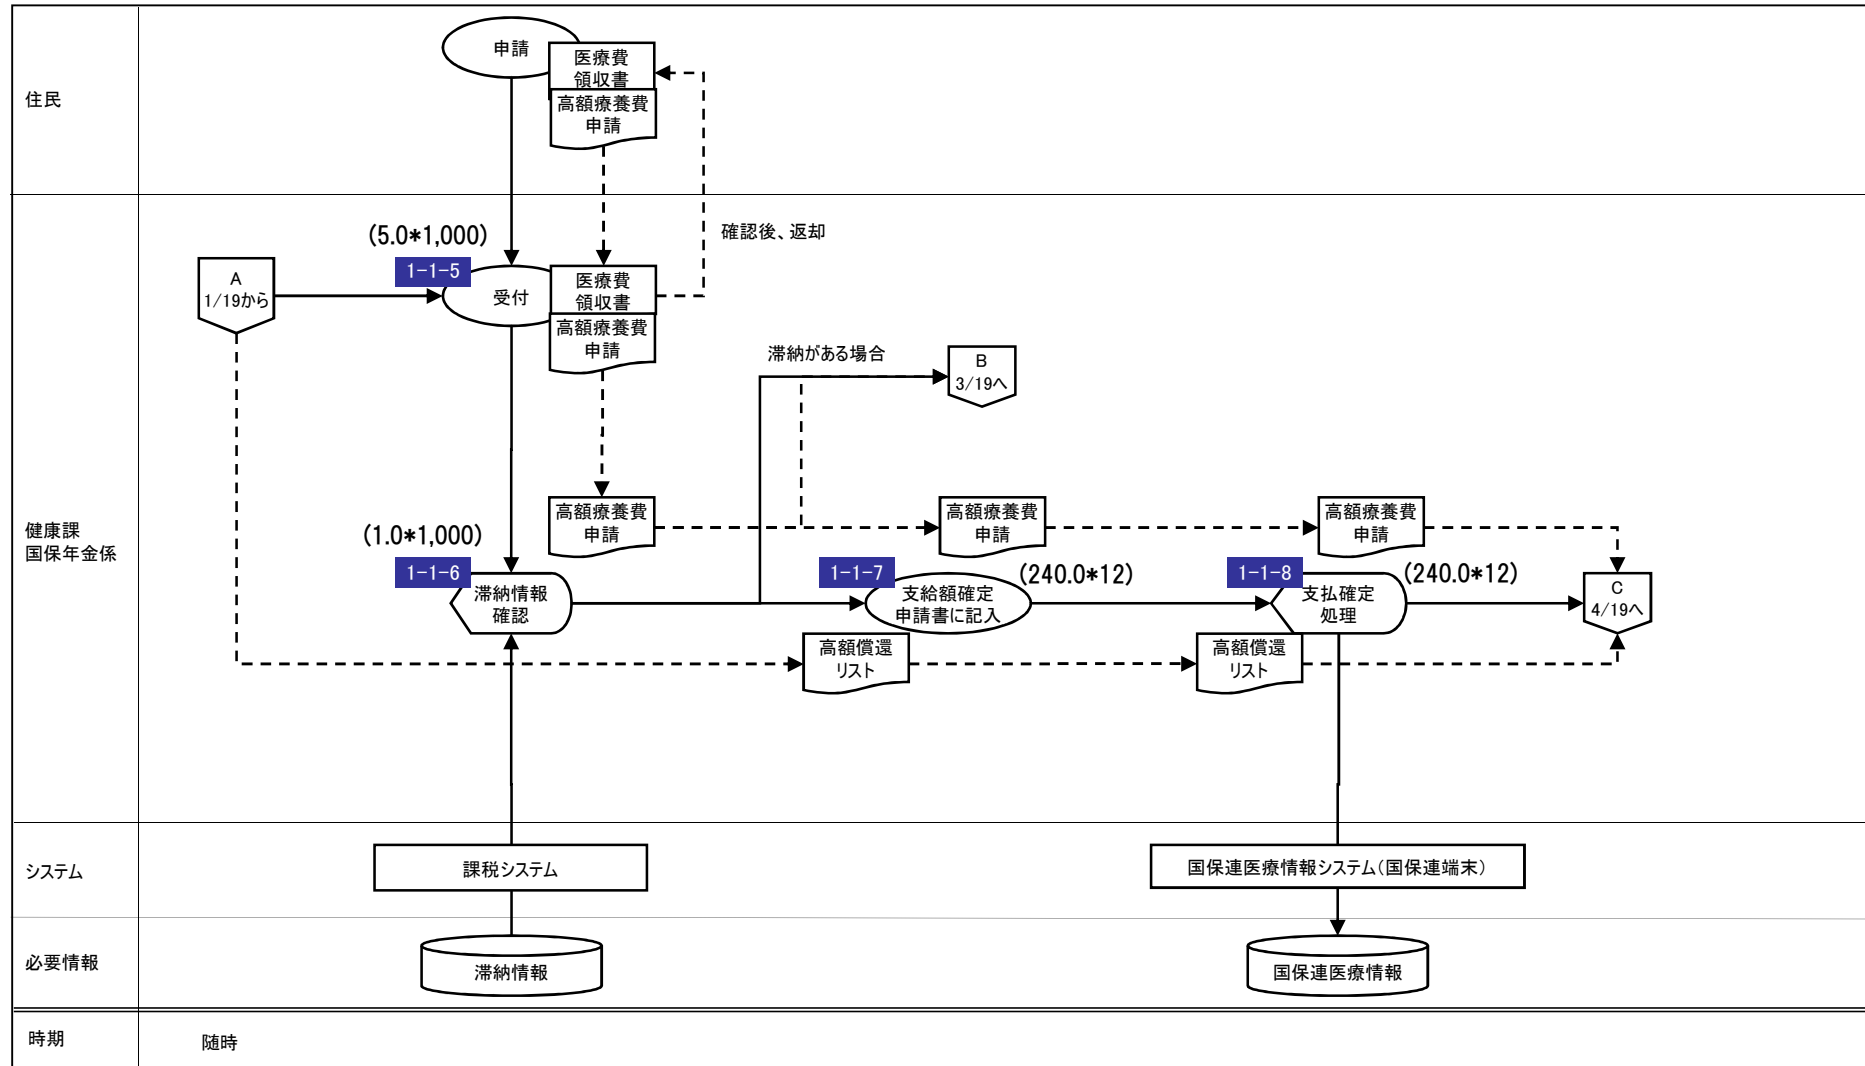 住民
申請
医療費
領収書
高額療養費
申請
健康課
国保年金係
(5.0*1,000)
確認後、返却
A
1/19から
1-1-5
受付
医療費
領収書
高額療養費
申請
滞納がある場合
B
3/19へ
高額療養費
申請
高額療養費
申請
高額療養費
申請
(1.0*1,000)
1-1-6
滞納情報
確認
1-1-7
支給額確定
申請書に記入
(240.0*12)
1-1-8
支払確定
処理
(240.0*12)
C
4/19へ
高額償還
リスト
高額償還
リスト
システム
課税システム
国保連医療情報システム(国保連端末)
必要情報
滞納情報
国保連医療情報
時期
随時